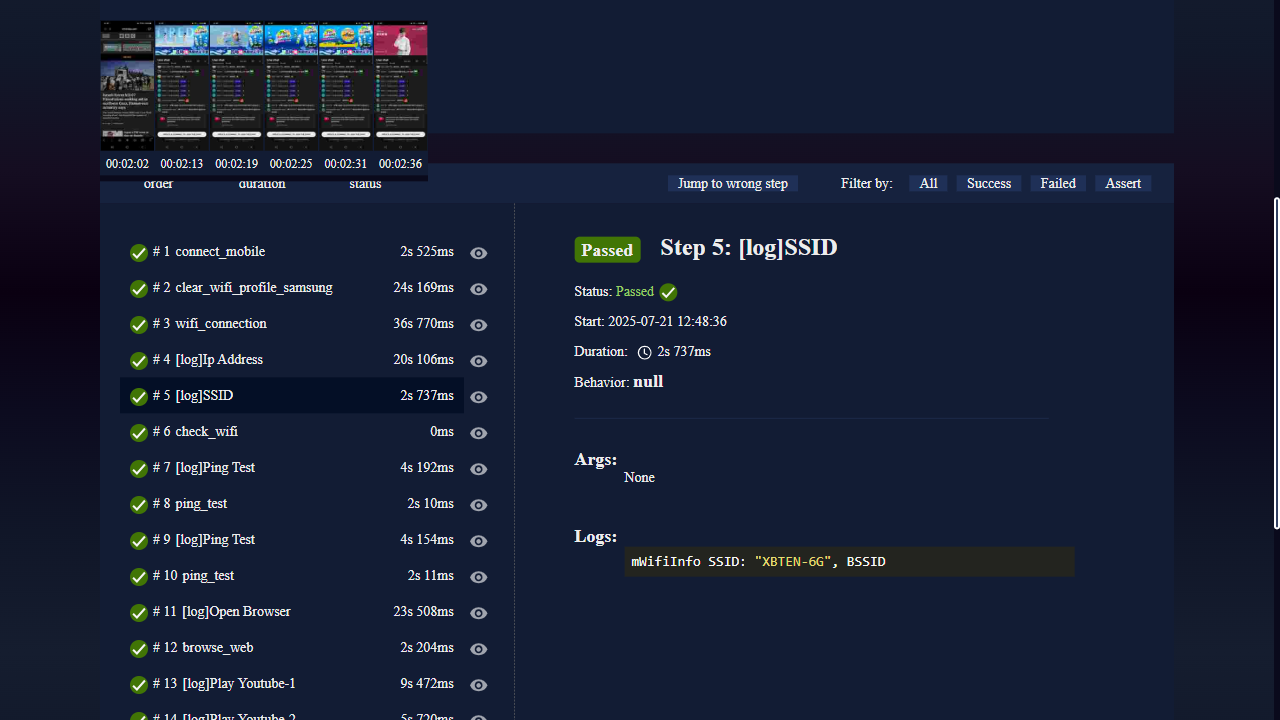 00:02:02 00:02:13 00:02:19 00:02:25 00:02:31 00:02:36
order duration status
Jump to wrong step Filter by: All Success Failed Assert
# 1 connect_mobile 2s 525ms
# 2 clear_wifi_profile_samsung 24s 169ms
# 3 wifi_connection 36s 770ms
# 4 [log]Ip Address 20s 106ms
# 5 [log]SSID 2s 737ms
# 6 check_wifi 0ms
# 7 [log]Ping Test 4s 192ms
# 8 ping_test 2s 10ms
# 9 [log]Ping Test 4s 154ms
# 10 ping_test 2s 11ms
# 11 [log]Open Browser 23s 508ms
# 12 browse_web 2s 204ms
# 13 [log]Play Youtube-1 9s 472ms
# 14 [log]Play Youtube-2 5s 720ms
Passed Step 5: [log]SSID
Status: Passed
Start: 2025-07-21 12:48:36
Duration: 2s 737ms
Behavior: null
Args:
None
Logs:
mWifiInfo SSID: "XBTEN-6G", BSSID